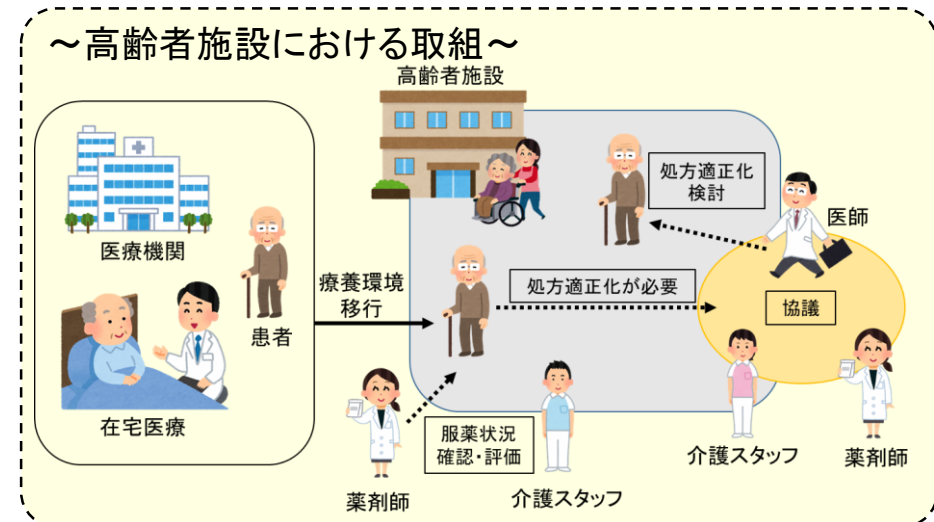 ～高齢者施設における取組～
高齢者施設
医療機関
患者
在宅医療
療養環境
移行
処方適正化
検討
医師
処方適正化が必要
協議
服薬状況
確認・評価
薬剤師
介護スタッフ
介護スタッフ
薬剤師